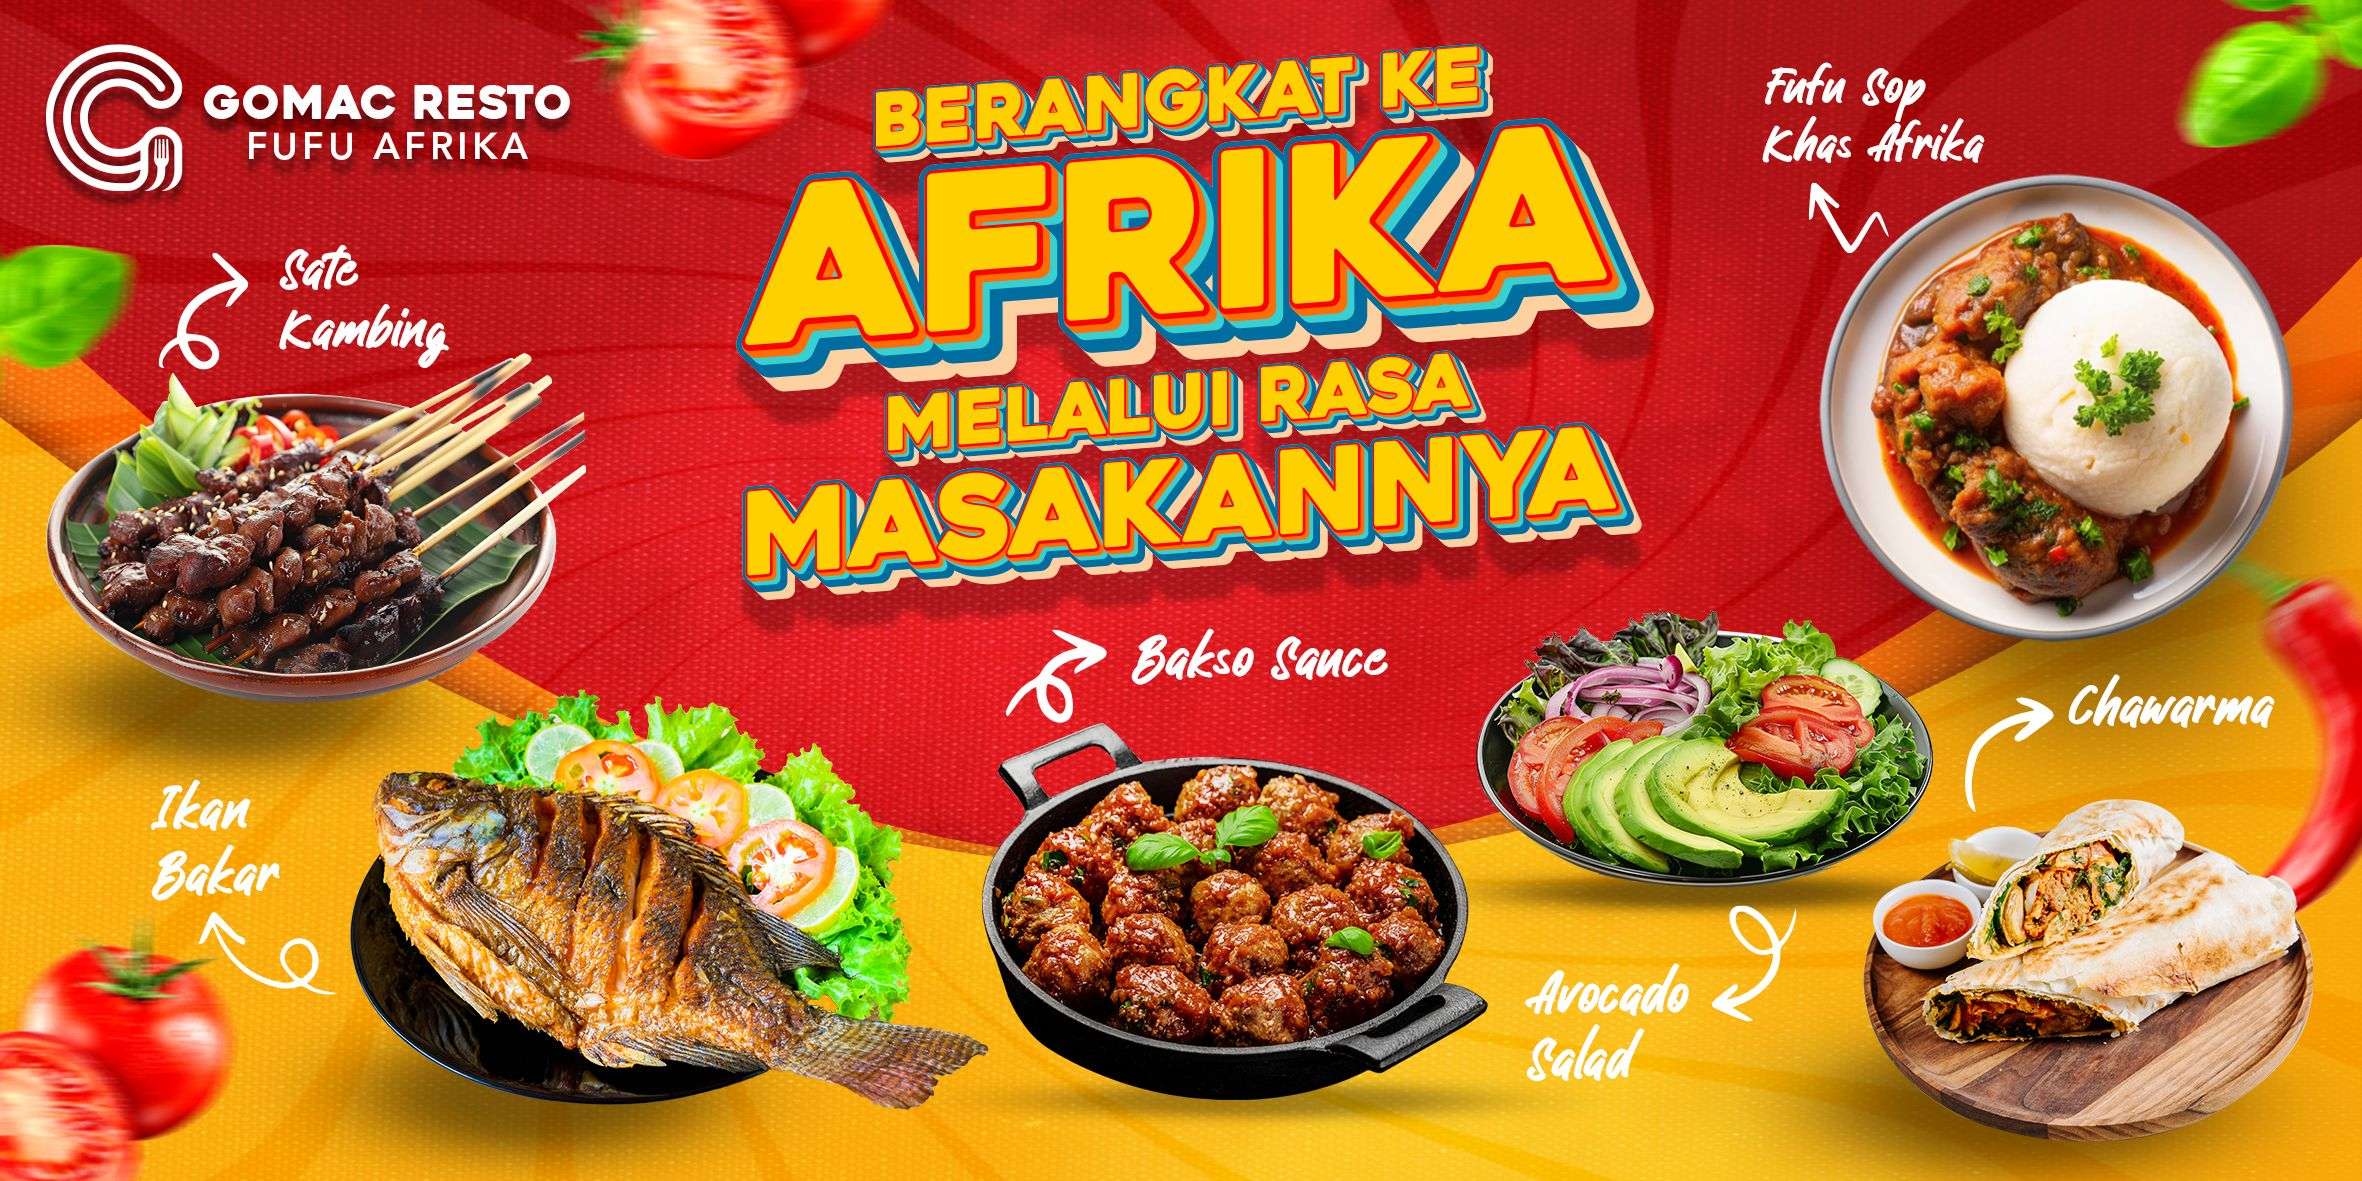 GOMAC RESTO
FUFU AFRIKA
BERANGKAT KE
AFRIKA
MELALUI RASA
MASAKANNYA
Fufu Sop
Khas Afrika
Sate
Kambing
Ikan
Bakar
Bakso Sauce
Avocado
Salad
Chawarma